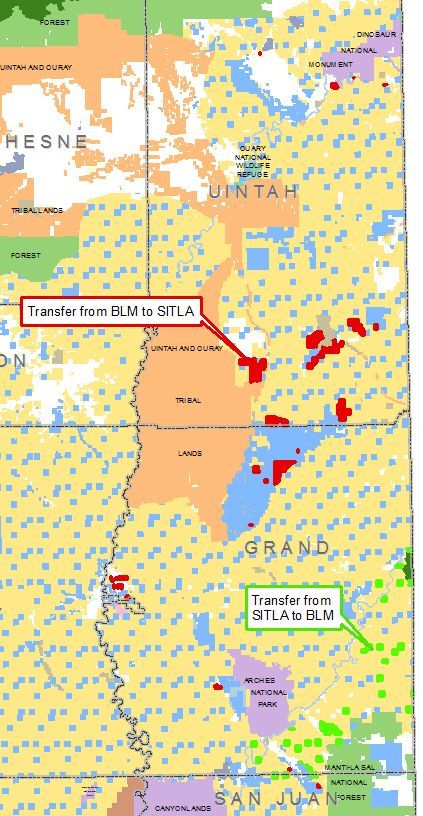 FOREST
, DINOSAUR
NATIONAL
MONUMENT
UINTAH AND OURAY
HESNE
OURAY
NATIONAL
WILDLIFE
REFUGE
UINTAH
TRIBAL LANDS
FOREST
Transfer from BLM to SITLA
UINTAH AND OURAY
ON
TRIBAL
LANDS
GRAND
Transfer from
SITLA to BLM
ARCHES
NATIONAL
PARK
MANTI-LA SAL
NATIONAL
FOREST
SAN JUAN
CANYONLANDS